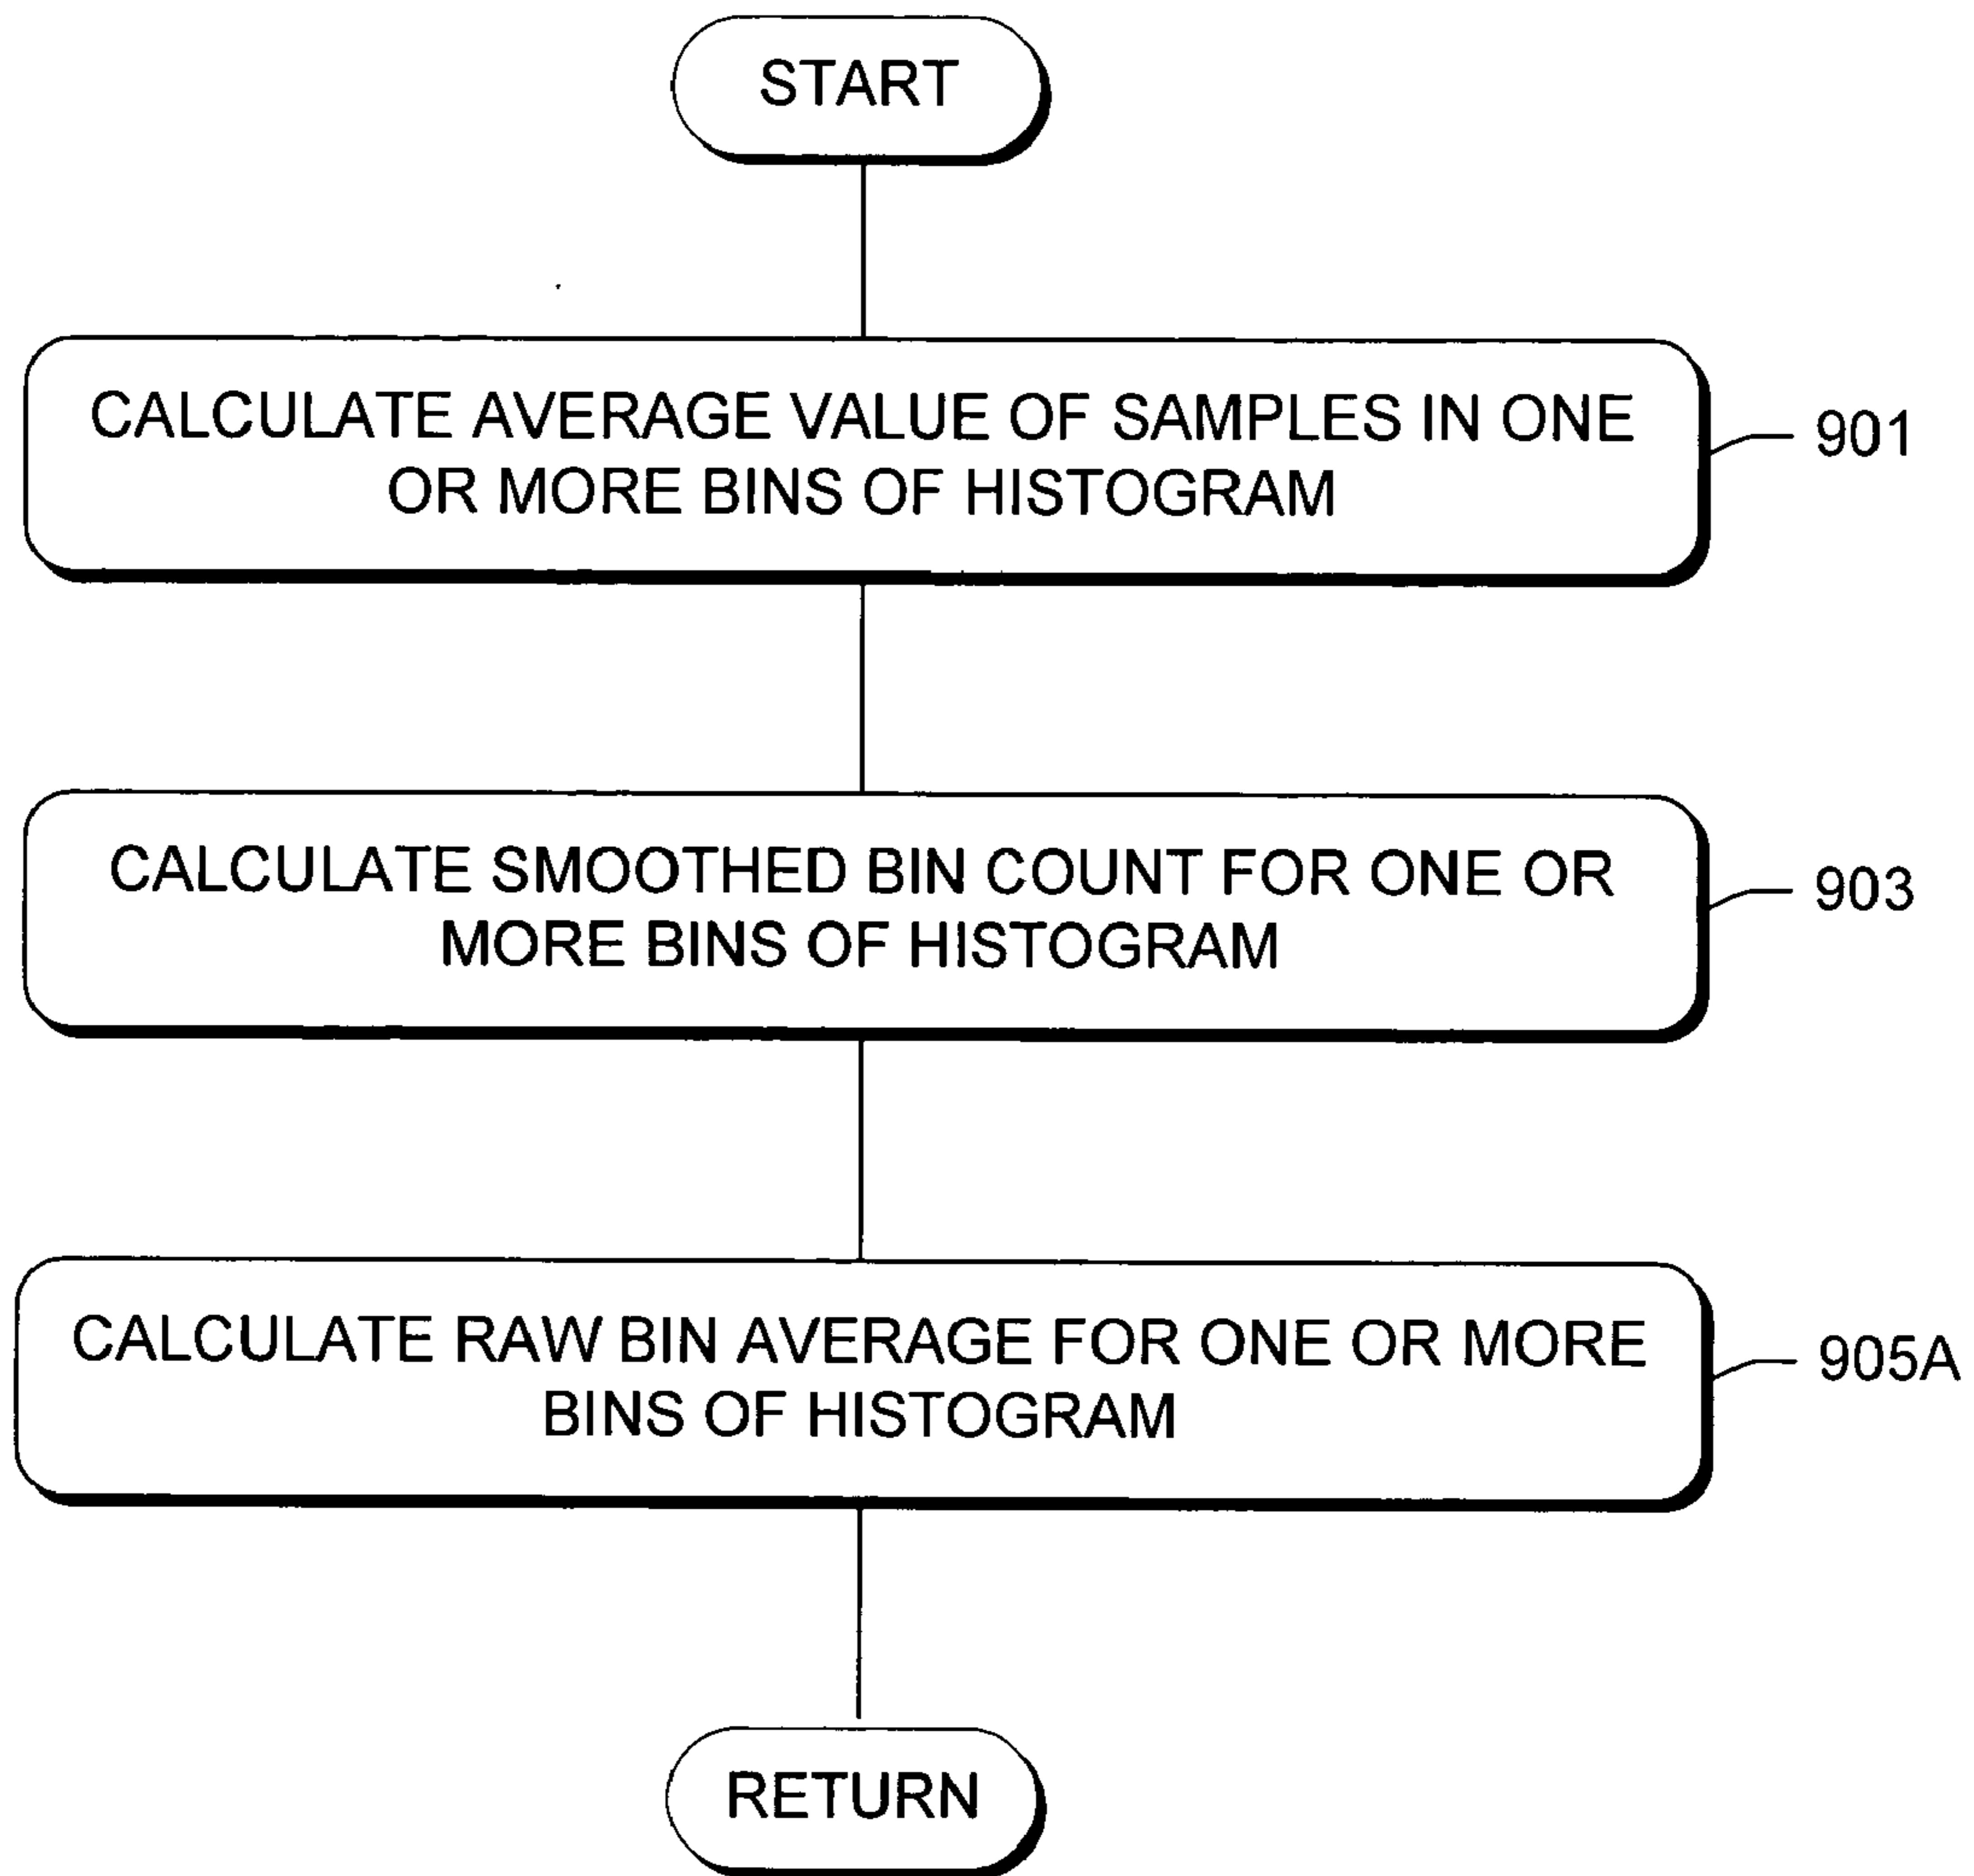 START
CALCULATE AVERAGE VALUE OF SAMPLES IN ONE
OR MORE BINS OF HISTOGRAM
901
CALCULATE SMOOTHED BIN COUNT FOR ONE OR
MORE BINS OF HISTOGRAM
903
CALCULATE RAW BIN AVERAGE FOR ONE OR MORE
BINS OF HISTOGRAM
905A
RETURN